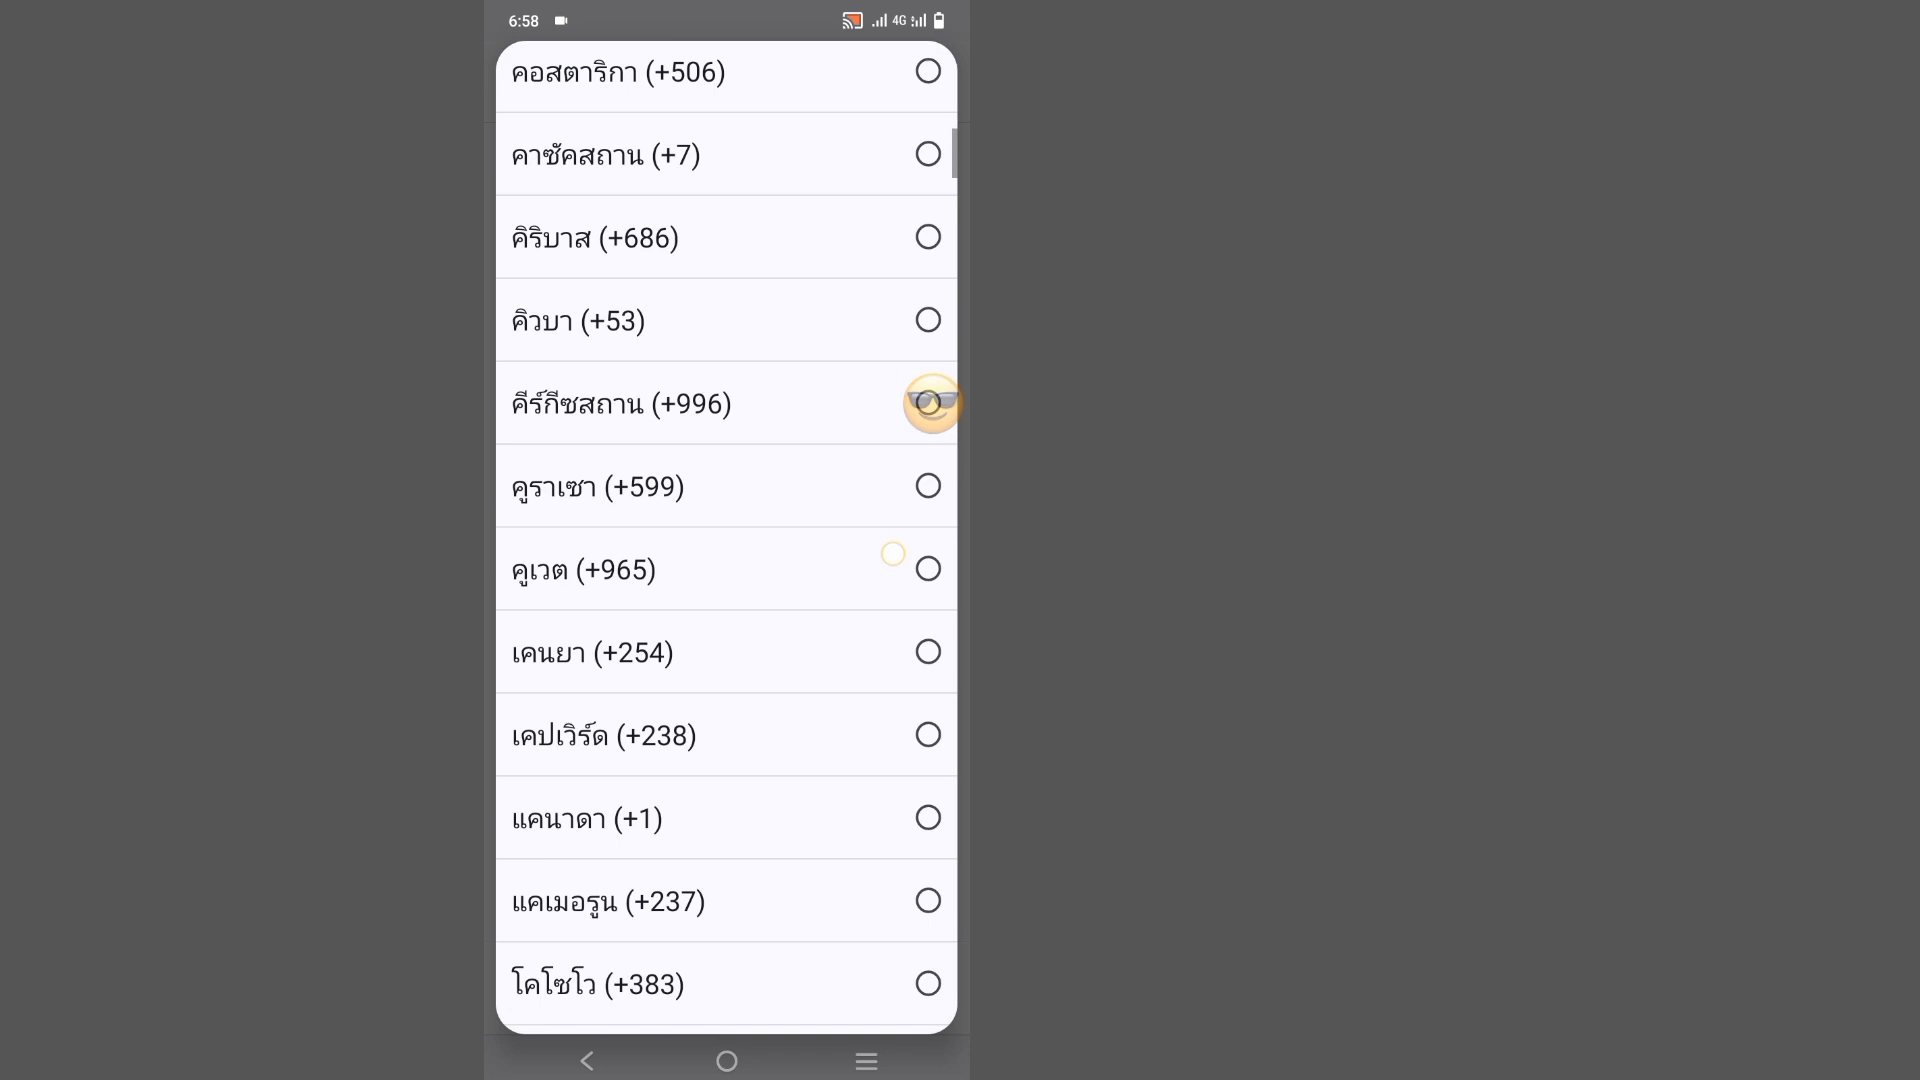 6:58
4G
คอสตาริกา (+506)
คาซัคสถาน (+7)
คิริบาส (+686)
คิวบา (+53)
คีร์กีซสถาน (+996)
คูราเซา (+599)
คูเวต (+965)
เคนยา (+254)
เคปเวิร์ด (+238)
แคนาดา (+1)
แคเมอรูน (+237)
โคโซโว (+383)